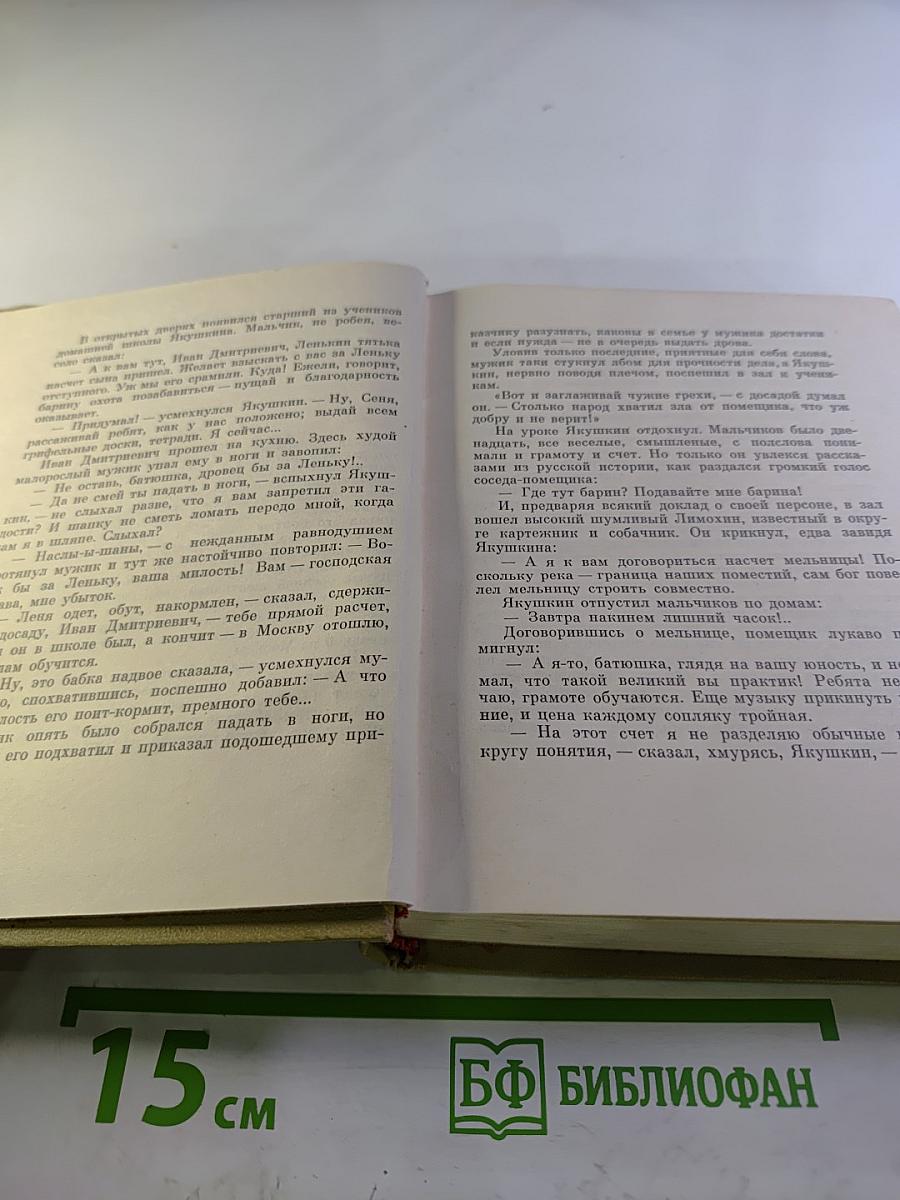 В открытых дверях появился старший из учеников
домашней школы Якушкина. Мальчик, не робея, ве-
село сказал:
— А к вам тут, Иван Дмитриевич, Ленькин тятька
насчет сына пришел. Желает взыскать с вас за Леньку
отступного. Уж мы его срамили. Куда! Ежели, говорит,
барину охота позабавиться — пущай и благодарность
оказывает.
— Придумал! — усмехнулся Якушкин. — Ну, Сеня,
рассаживай ребят, как у нас положено; выдай всем
грифельные доски, тетради. Я сейчас...
Иван Дмитриевич прошел на кухню. Здесь худой
малорослый мужик упал ему в ноги и завопил:
— Не оставь, батюшка, дровец бы за Леньку!..
— Да не смей ты падать в ноги, — вспыхнул Якуш-
кин, — не слыхал разве, что я вам запретил эти га-
дости? И шапку не сметь ломать передо мной, когда
сам я в шляпе. Слыхал?
— Наслы-ы-шаны, — с нежданным равнодушием
ротянул мужик и тут же настойчиво повторил: — Во-
к бы за Леньку, ваша милость! Вам — господская
ава, мне убыток.
— Леня одет, обут, накормлен, — сказал, сдержи-
досаду, Иван Дмитриевич, — тебе прямой расчет,
он в школе был, а кончит — в Москву отошлю,
лам обучится.
Ну, это бабка надвое сказала, — усмехнулся му-
о, спохватившись, поспешно добавил: — А что
лость его поит-кормит, премного тебе...
ик опять было собрался падать в ноги, но
его подхватил и приказал подошедшему при-
казчику разузнать, каковы в семье у мужика достатки
и если нужда — не в очередь выдать дрова.
Уловив только последние, приятные для себя слова,
мужик таки стукнул лбом для прочности дела, а Якуш-
кин, нервно поводя плечом, поспешил в зал к учени-
кам.
«Вот и заглаживай чужие грехи, — с досадой думал
он. — Столько народ хватил зла от помещика, что уж
добру и не верит!»
На уроке Якушкин отдохнул. Мальчиков было две-
надцать, все веселые, смышленые, с полслова пони-
мали и грамоту и счет. Но только он увлекся расска-
зами из русской истории, как раздался громкий голос
соседа-помещика:
— Где тут барин? Подавайте мне барина!
И, предваряя всякий доклад о своей персоне, в зал
вошел высокий шумливый Лимохин, известный в окру-
ге картежник и собачник. Он крикнул, едва завидя
Якушкина:
— А я к вам договориться насчет мельницы! По-
скольку река — граница наших поместий, сам бог пове-
лел мельницу строить совместно.
Якушкин отпустил мальчиков по домам:
— Завтра накинем лишний часок!..
Договорившись о мельнице, помещик лукаво п
мигнул:
— А я-то, батюшка, глядя на вашу юность, и не
мал, что такой великий вы практик! Ребята не
чаю, грамоте обучаются. Еще музыку прикинуть
ние, и цена каждому сопляку тройная.
— На этот счет я не разделяю обычные
кругу понятия, — сказал, хмурясь, Якушкин, —
15 см
БФ БИБЛИОФАН